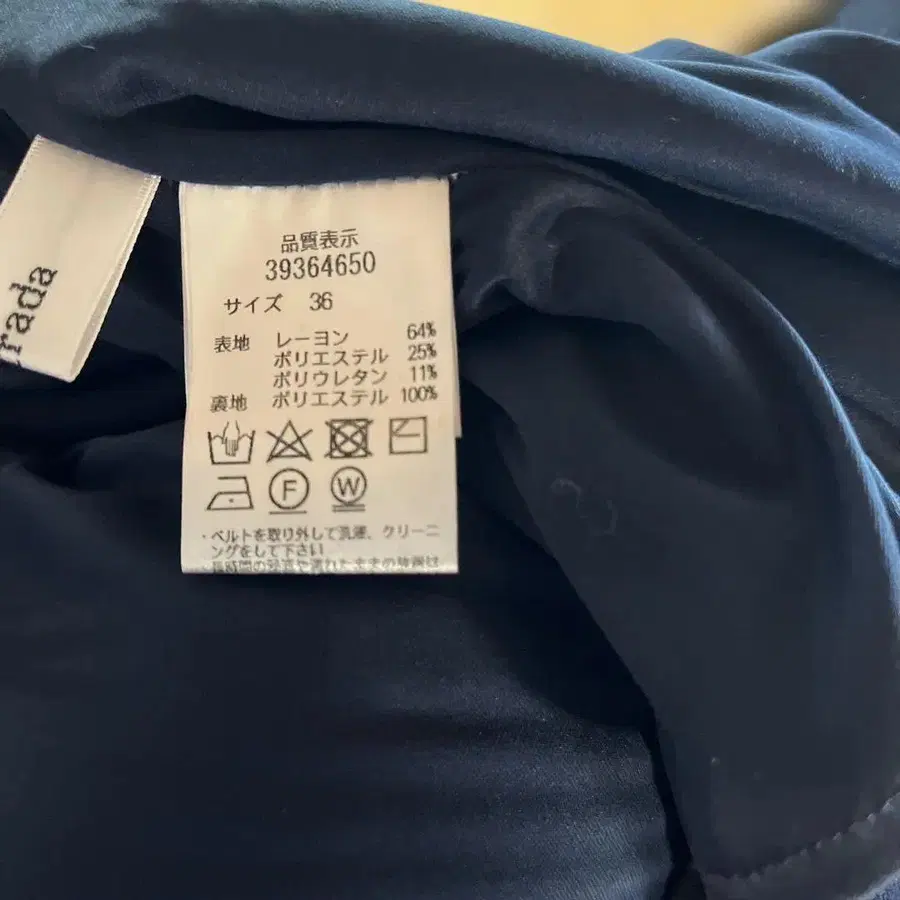 rada
品質表示
39364650
サイズ 36
表地 レーヨン 64%
ポリエステル 25%
ポリウレタン 11%
裏地 ポリエステル 100%
F W
・ベルトを取り外して洗濯、クリーニ
ングをして下さい